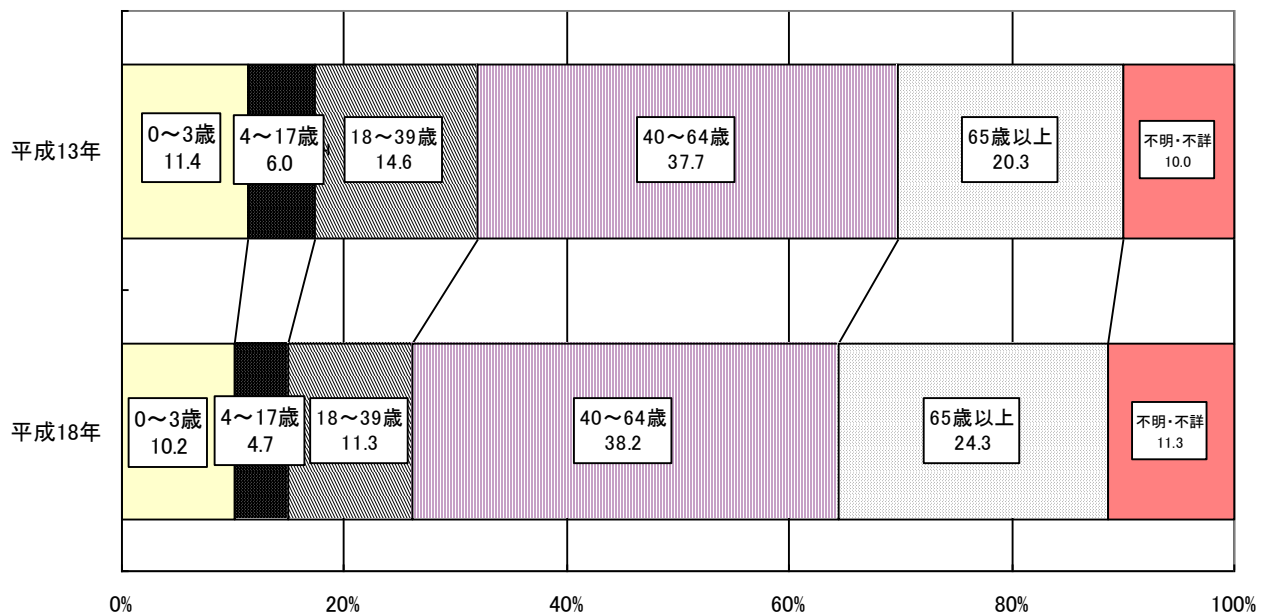 平成13年
0～3歳
11.4
4～17歳
6.0
18～39歳
14.6
40～64歳
37.7
65歳以上
20.3
不明・不詳
10.0
平成18年
0～3歳
10.2
4～17歳
4.7
18～39歳
11.3
40～64歳
38.2
65歳以上
24.3
不明・不詳
11.3
0%
20%
40%
60%
80%
100%